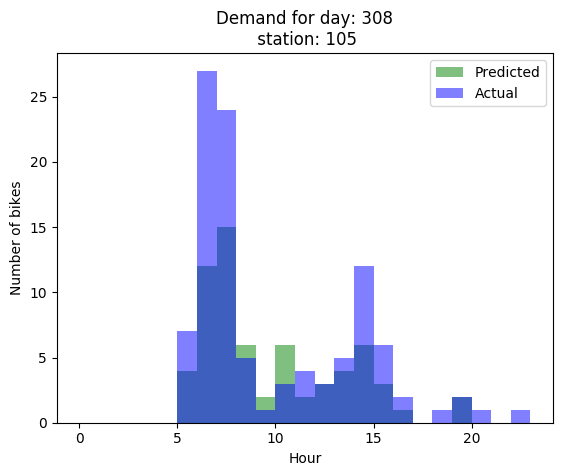 Demand for day: 308
station: 105
Predicted
Actual
Number of bikes
25
20
15
10
5
0
0 5 10 15 20
Hour